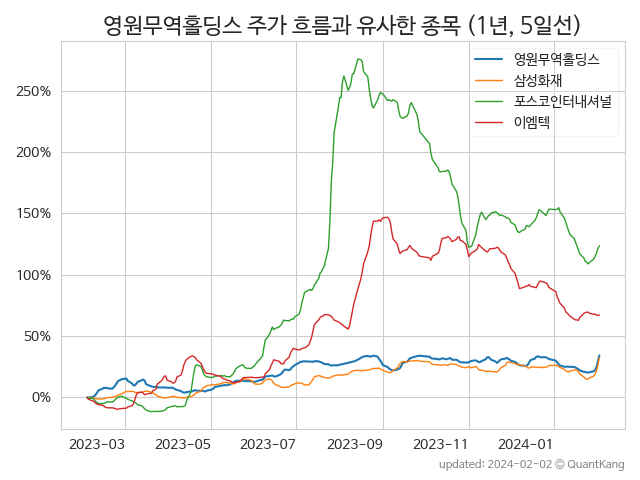 영원무역홀딩스 주가 흐름과 유사한 종목 (1년, 5일선)
영원무역홀딩스
삼성화재
포스코인터내셔널
이엠텍
250%
200%
150%
100%
50%
0%
2023-03 2023-05 2023-07 2023-09 2023-11 2024-01
updated: 2024-02-02 © QuantKang